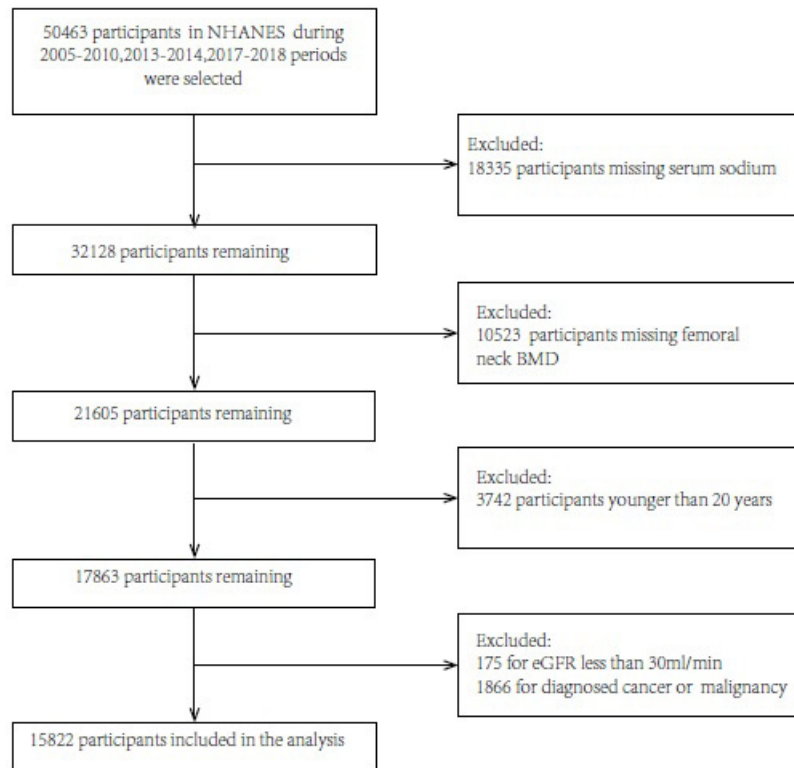 50463 participants in NHANES during
2005-2010,2013-2014,2017-2018 periods
were selected
Excluded:
18335 participants missing serum sodium
32128 participants remaining
Excluded:
10523 participants missing femoral
neck BMD
21605 participants remaining
Excluded:
3742 participants younger than 20 years
17863 participants remaining
Excluded:
175 for eGFR less than 30ml/min
1866 for diagnosed cancer or malignancy
15822 participants included in the analysis